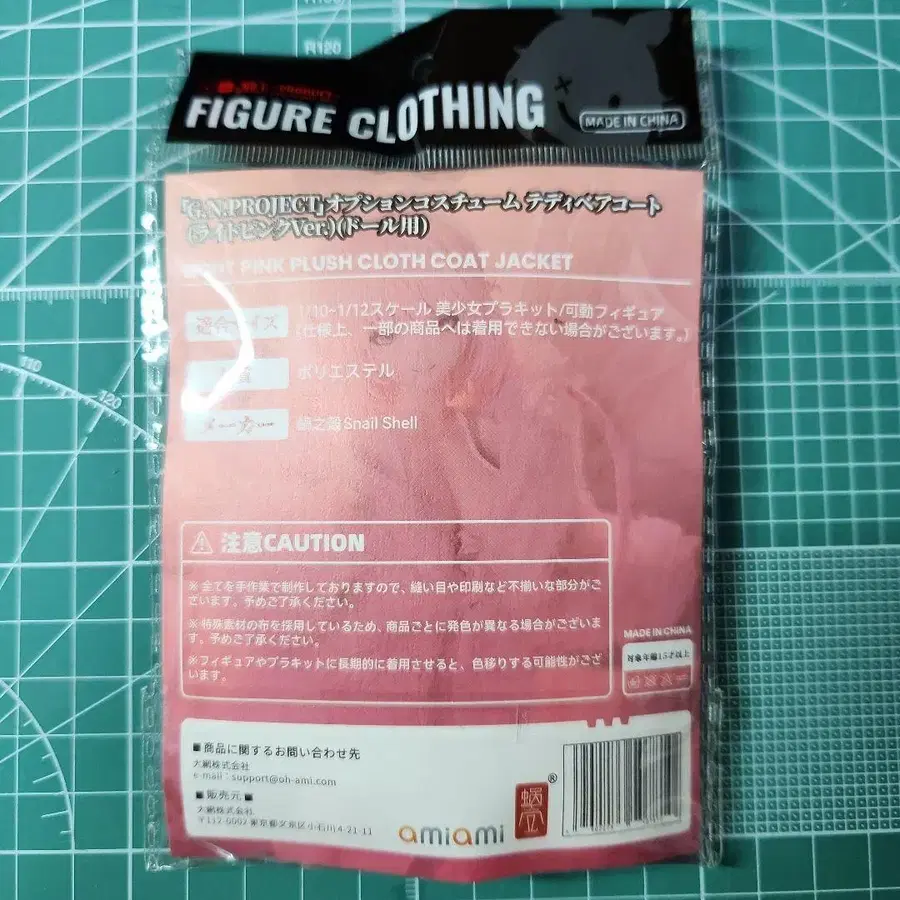 R120
PRODUCT
FIGURE CLOTHING
MADE IN CHINA
「G.N.PROJECT」オプションコスチューム テディベアコート
(ライトピンクVer.)(ドール用)
PINK PLUSH CLOTH COAT JACKET
適合サイズ
1/10~1/12スケール 美少女プラキット/可動フィギュア
(仕様上、一部の商品へは着用できない場合がございます。)
ポリエステル
メーカー
蝸之殼Snail Shell
110
120
注意CAUTION
※全てを手作業で制作しておりますので、縫い目や印刷など不揃いな部分がご
ざいます。予めご了承ください。
※特殊素材の布を採用しているため、商品ごとに発色が異なる場合がございま
す、予めご了承ください。
※フィギュアやプラキットに長期的に着用させると、色移りする可能性がござ
います。
MADE IN CHINA
対象年齢15才以上
■商品に関するお問い合わせ先
大網株式会社
e-mail：support@oh-ami.com
■販売元■
大網株式会社
〒112-0002 東京都文京区小石川4-21-11
amiami
®